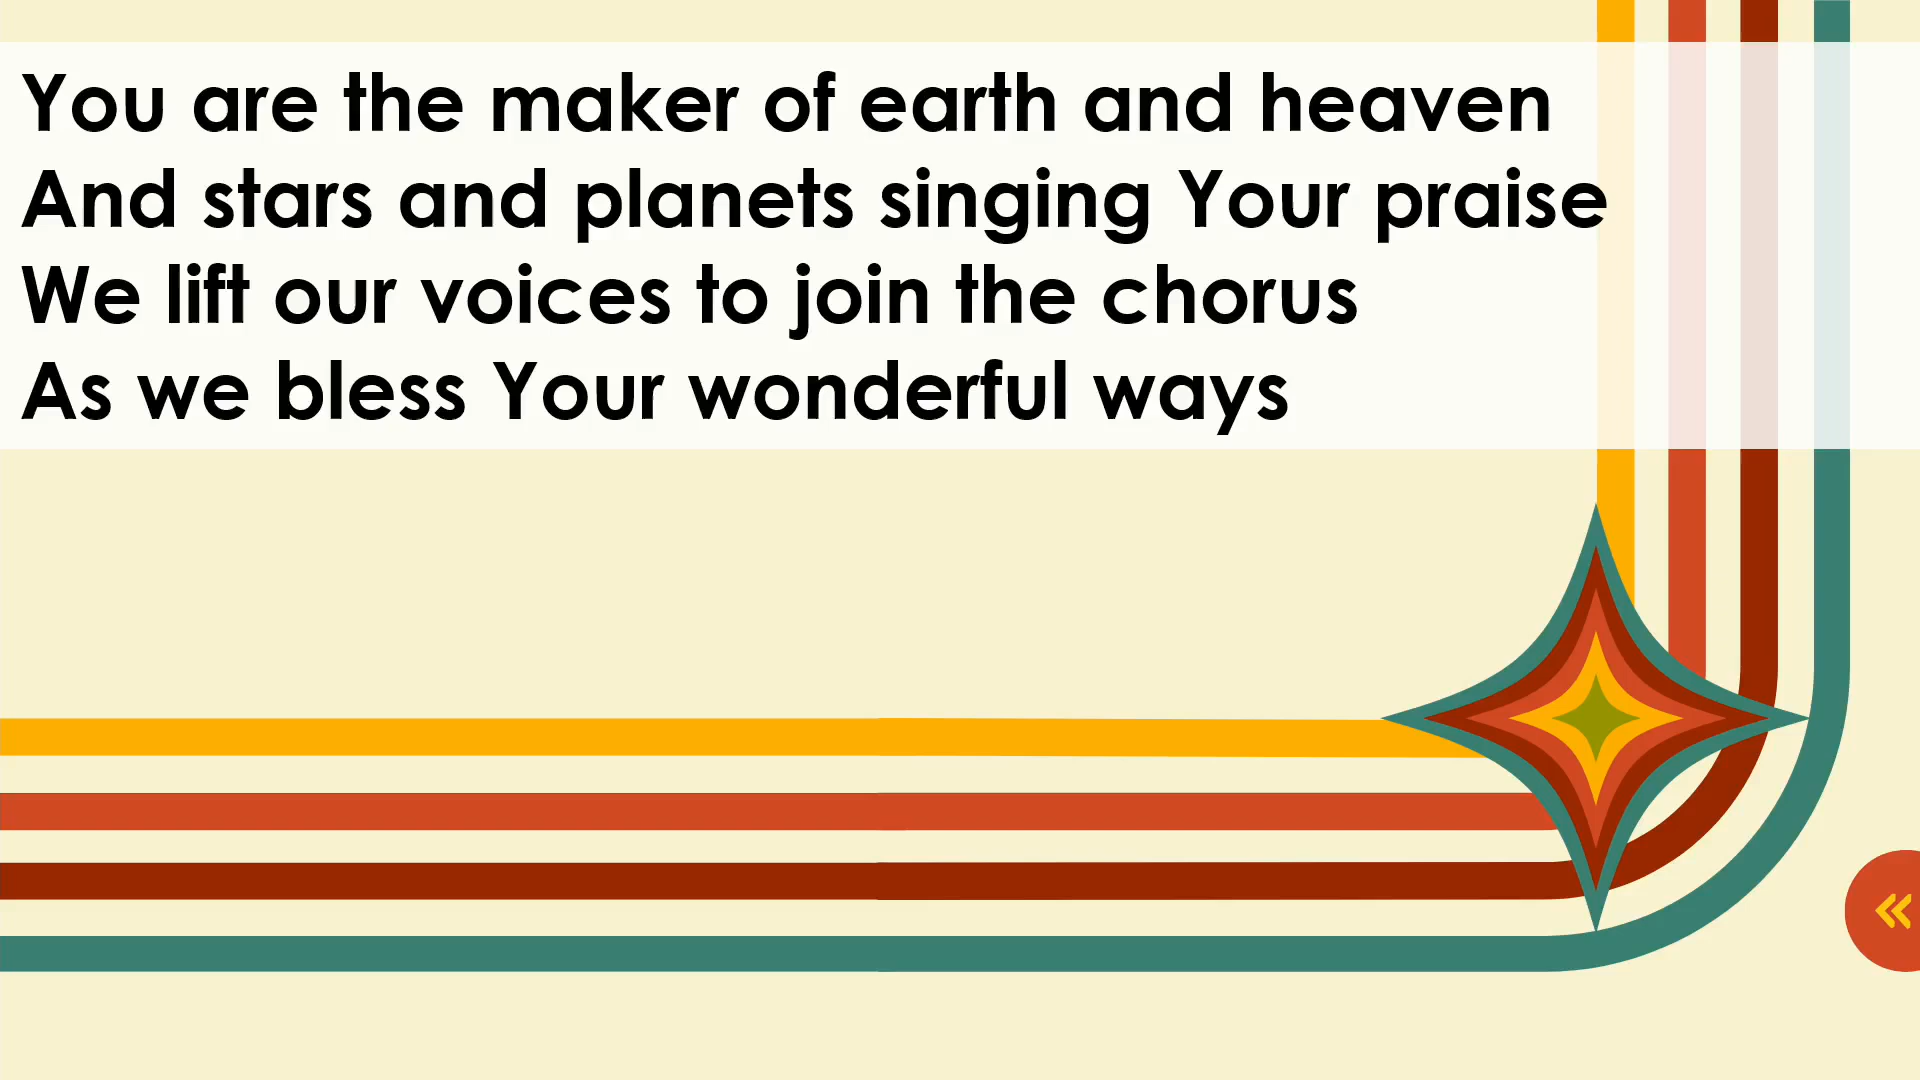 You are the maker of earth and heaven
And stars and planets singing Your praise
We lift our voices to join the chorus
As we bless Your wonderful ways